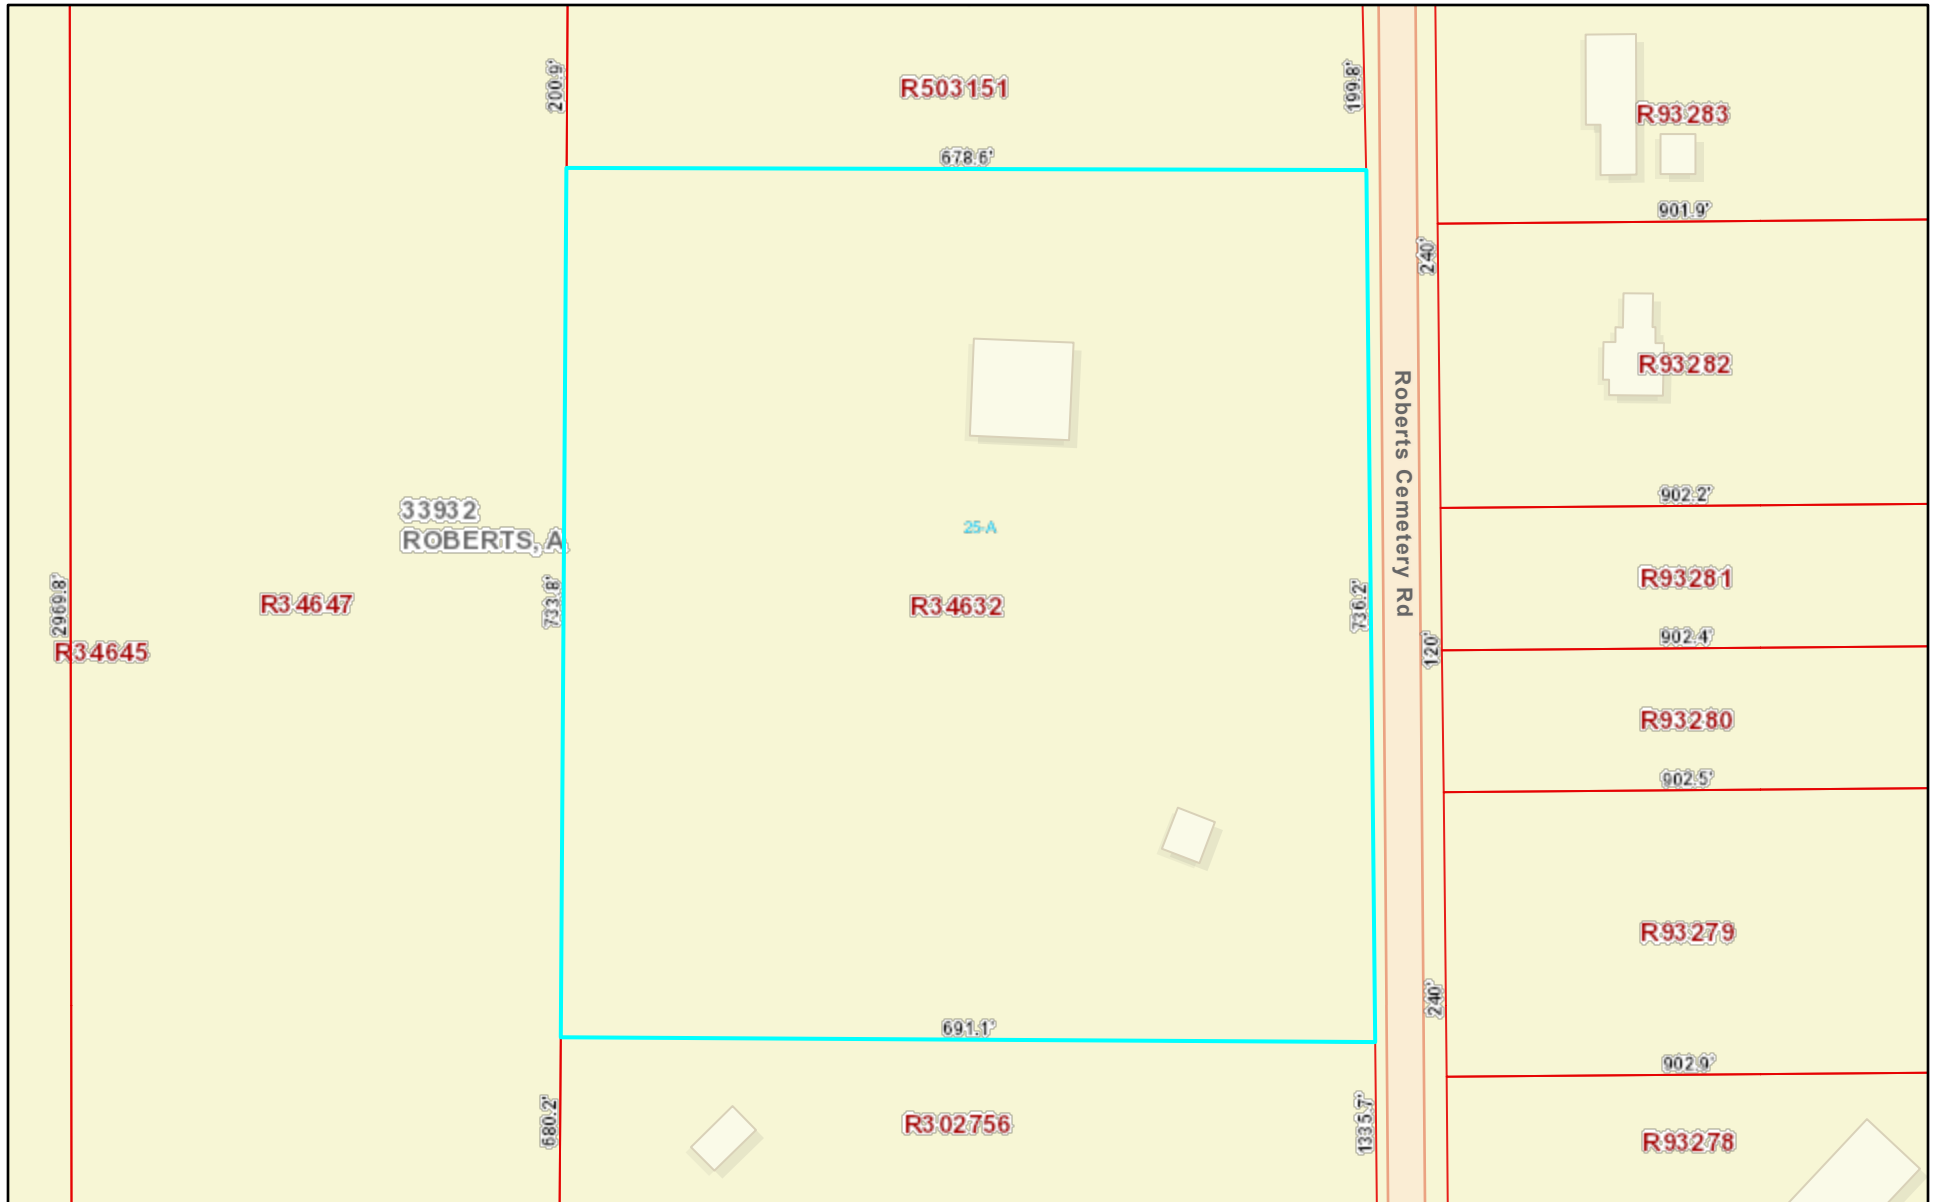 200.9'
R503151
199.8'
R93283
678.6'
901.9'
240'
R93282
Roberts Cemetery Rd
902.2'
33932
ROBERTS, A
25-A
2969.8'
R34647
733.8'
R34632
736.2'
R93281
R34645
120'
902.4'
R93280
902.5'
R93279
240'
691.1'
902.9'
680.2'
R302756
1335.7'
R93278